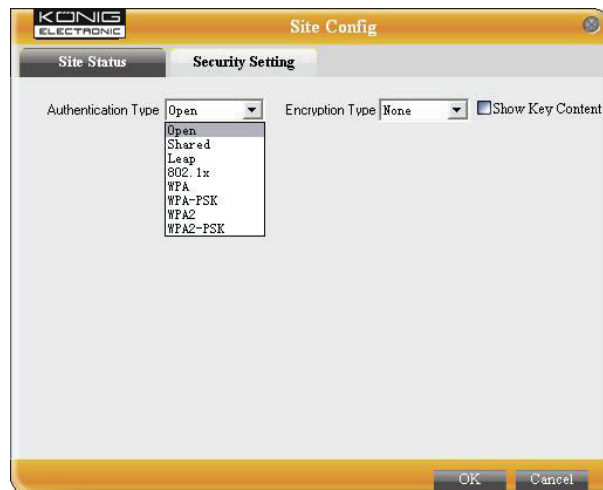 KÖNIG
ELECTRONIC
Site Config
Site Status
Security Setting
Authentication Type Open Encryption Type None Show Key Content
Open
Shared
Leap
802.1x
WPA
WPA-PSK
WPA2
WPA2-PSK
OK Cancel